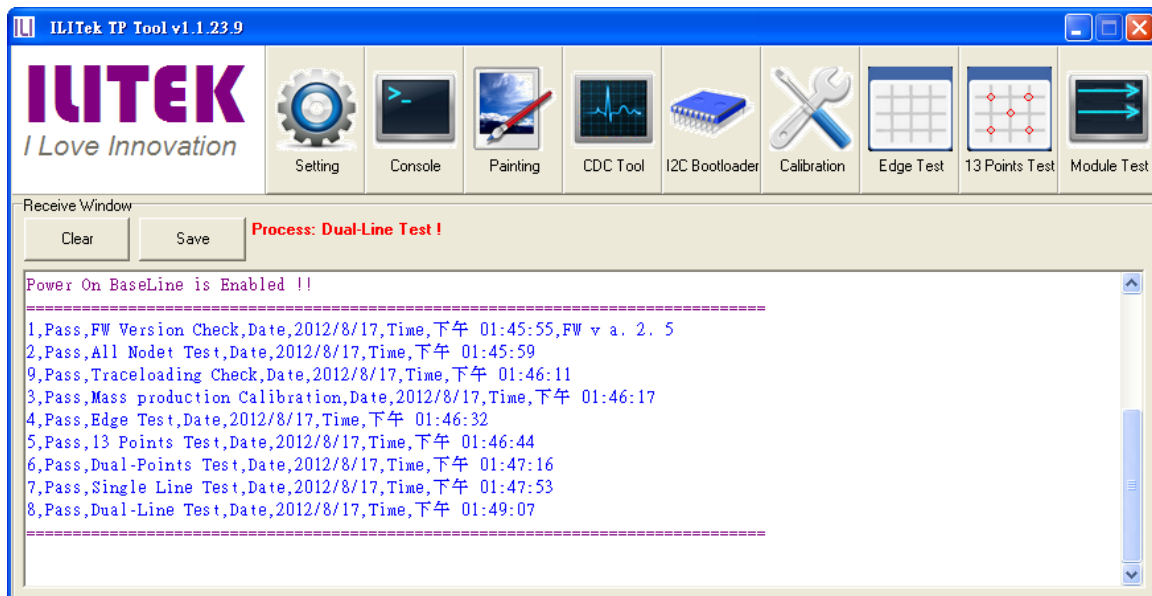 ILITek TP Tool v1.1.23.9
ILITEK
I Love Innovation
Setting
Console
Painting
CDC Tool
I2C Bootloader
Calibration
Edge Test
13 Points Test
Module Test
Receive Window
Clear
Save
Process: Dual-Line Test !
Power On BaseLine is Enabled !!
================================================================================
1,Pass,FW Version Check,Date,2012/8/17,Time,下午 01:45:55,FW v a. 2. 5
2,Pass,All Nodet Test,Date,2012/8/17,Time,下午 01:45:59
9,Pass,Traceloading Check,Date,2012/8/17,Time,下午 01:46:11
3,Pass,Mass production Calibration,Date,2012/8/17,Time,下午 01:46:17
4,Pass,Edge Test,Date,2012/8/17,Time,下午 01:46:32
5,Pass,13 Points Test,Date,2012/8/17,Time,下午 01:46:44
6,Pass,Dual-Points Test,Date,2012/8/17,Time,下午 01:47:16
7,Pass,Single Line Test,Date,2012/8/17,Time,下午 01:47:53
8,Pass,Dual-Line Test,Date,2012/8/17,Time,下午 01:49:07
================================================================================